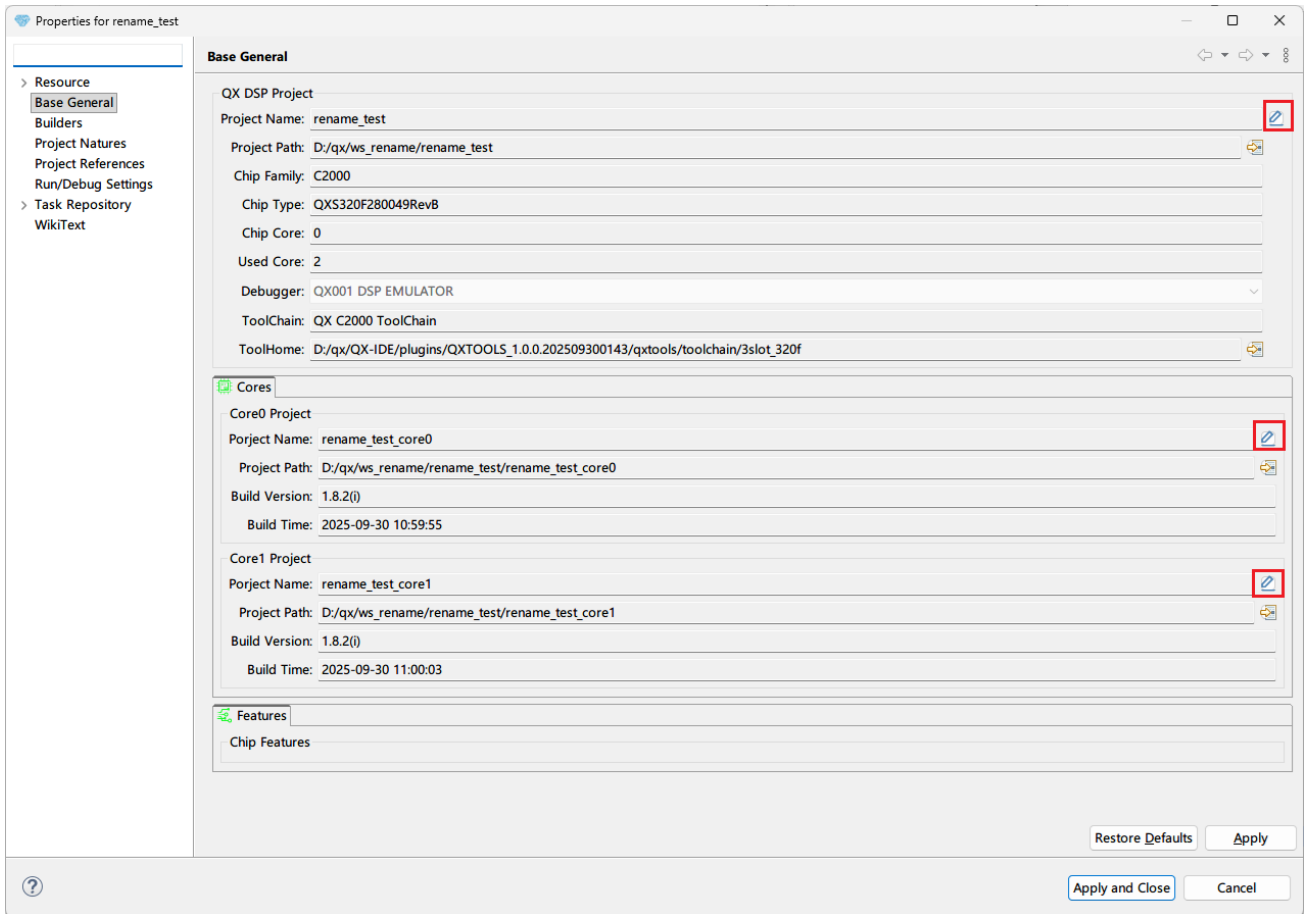 Properties for rename_test
Resource
Base General
Builders
Project Natures
Project References
Run/Debug Settings
Task Repository
WikiText
Base General
QX DSP Project
Project Name: rename_test
Project Path: D:/qx/ws_rename/rename_test
Chip Family: C2000
Chip Type: QXS320F280049RevB
Chip Core: 0
Used Core: 2
Debugger: QX001 DSP EMULATOR
ToolChain: QX C2000 ToolChain
ToolHome: D:/qx/QX-IDE/plugins/QXTOOLS_1.0.0.202509300143/qxtools/toolchain/3slot_320f
Cores
Core0 Project
Porject Name: rename_test_core0
Project Path: D:/qx/ws_rename/rename_test/rename_test_core0
Build Version: 1.8.2(i)
Build Time: 2025-09-30 10:59:55
Core1 Project
Porject Name: rename_test_core1
Project Path: D:/qx/ws_rename/rename_test/rename_test_core1
Build Version: 1.8.2(i)
Build Time: 2025-09-30 11:00:03
Features
Chip Features
Restore Defaults Apply
? Apply and Close Cancel